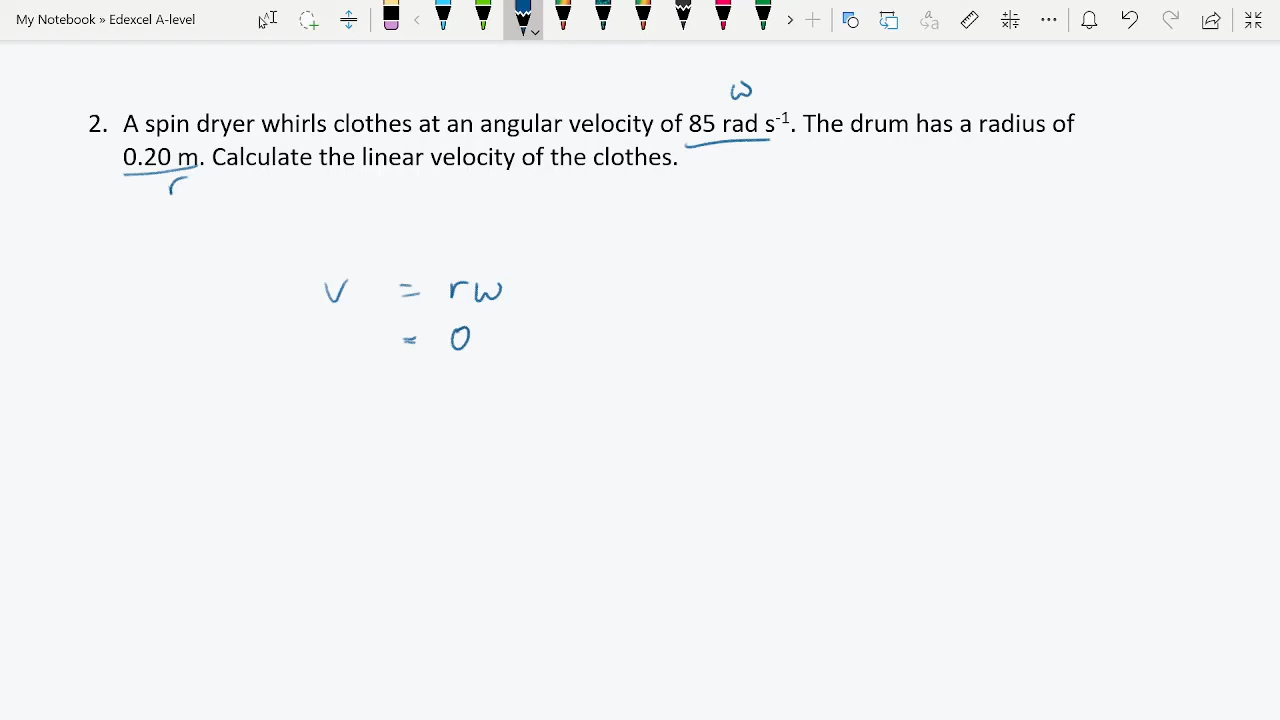 My Notebook » Edexcel A-level
ω
2. A spin dryer whirls clothes at an angular velocity of 85 rad s⁻¹. The drum has a radius of
0.20 m. Calculate the linear velocity of the clothes.
r
v = rω
= 0